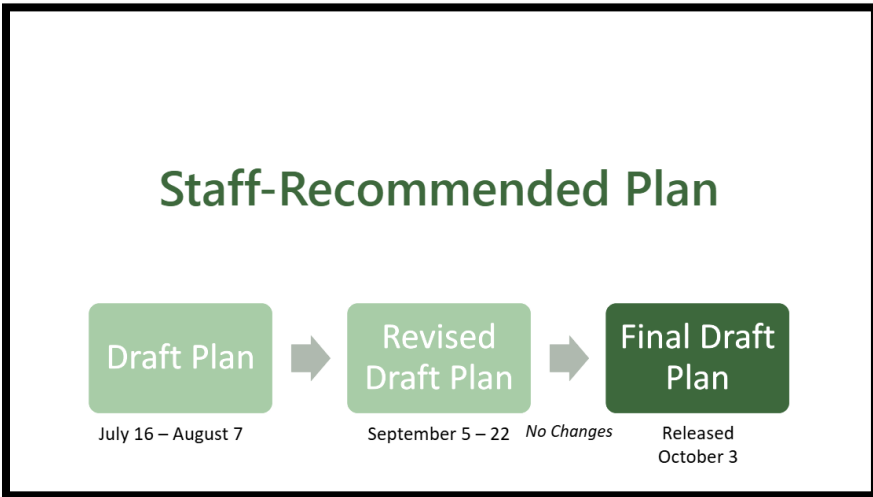 Staff-Recommended Plan
Draft Plan
Revised
Draft Plan
Final Draft
Plan
July 16 – August 7
September 5 – 22
No Changes
Released
October 3